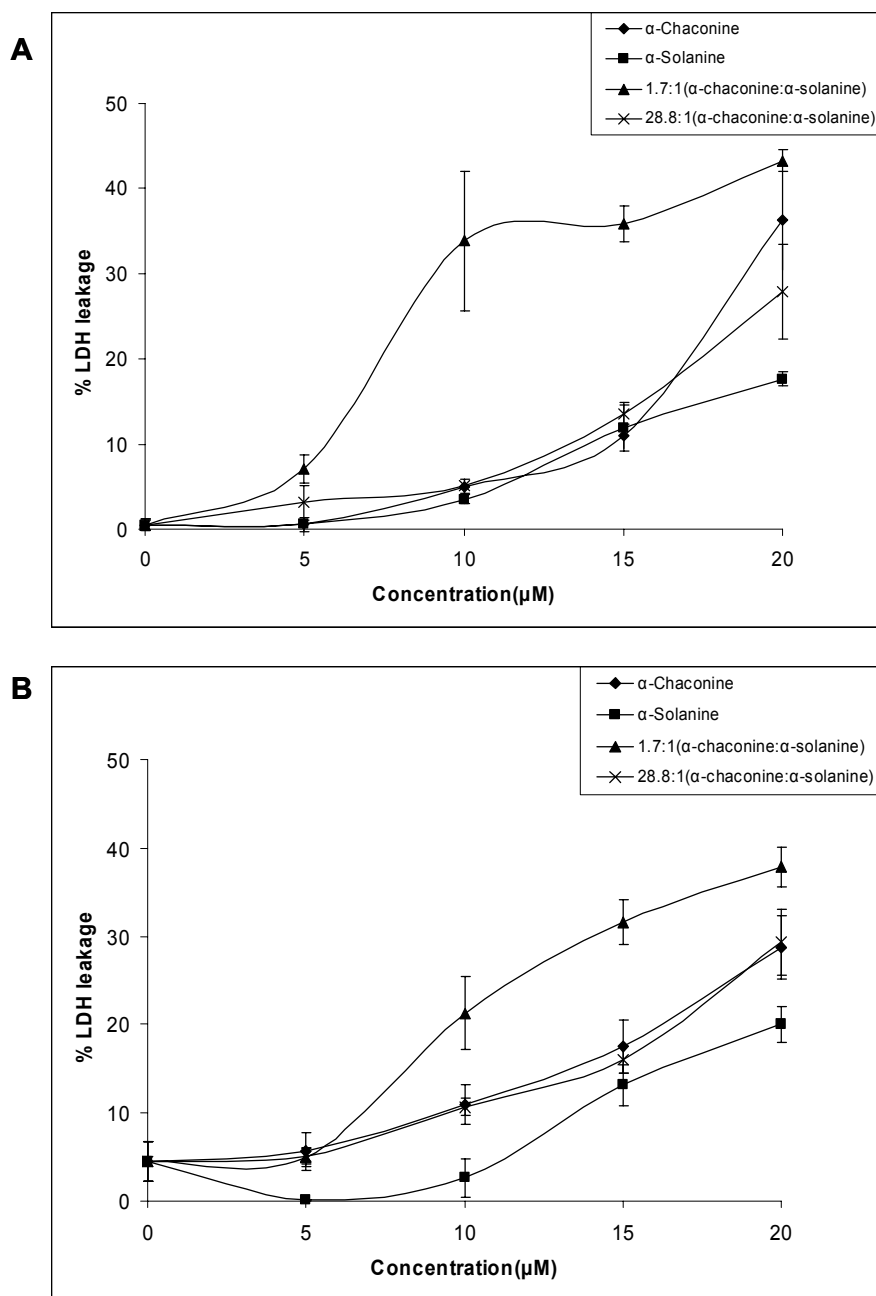 A
α-Chaconine
α-Solanine
1.7:1(α-chaconine:α-solanine)
28.8:1(α-chaconine:α-solanine)
50
40
30
20
10
0
% LDH leakage
0 5 10 15 20
Concentration(µM)
B
α-Chaconine
α-Solanine
1.7:1(α-chaconine:α-solanine)
28.8:1(α-chaconine:α-solanine)
50
40
30
20
10
0
% LDH leakage
0 5 10 15 20
Concentration(µM)